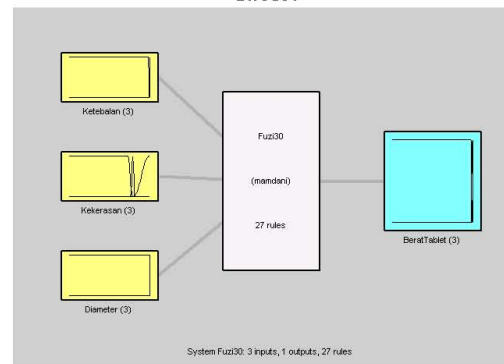 Ketebalan (3)
Kekerasan (3)
Diameter (3)
Fuzi30
(mamdani)
27 rules
BeratTablet (3)
System Fuzi30: 3 inputs, 1 outputs, 27 rules